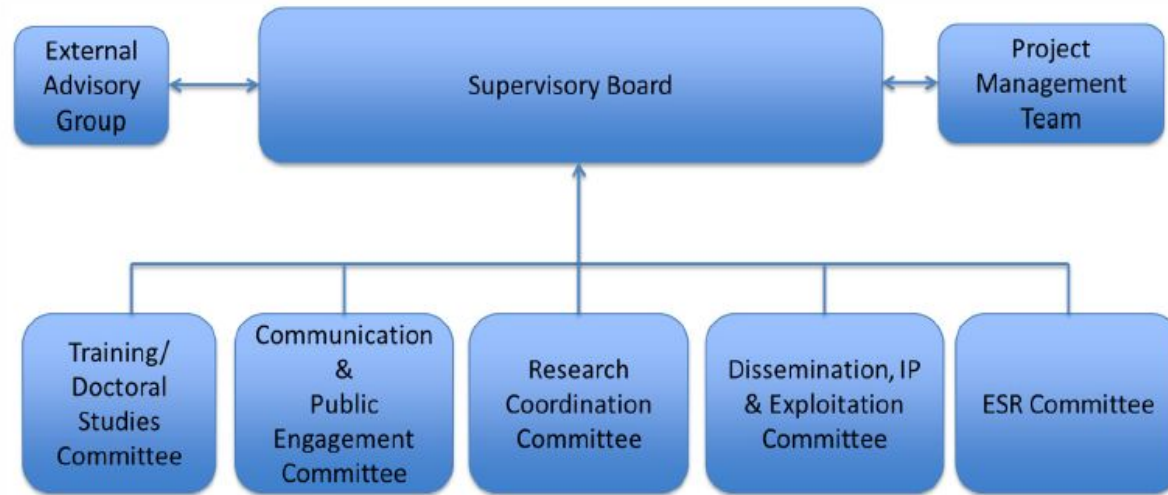 External
Advisory
Group
Supervisory Board
Project
Management
Team
Training/
Doctoral
Studies
Committee
Communication
&
Public
Engagement
Committee
Research
Coordination
Committee
Dissemination, IP
& Exploitation
Committee
ESR Committee